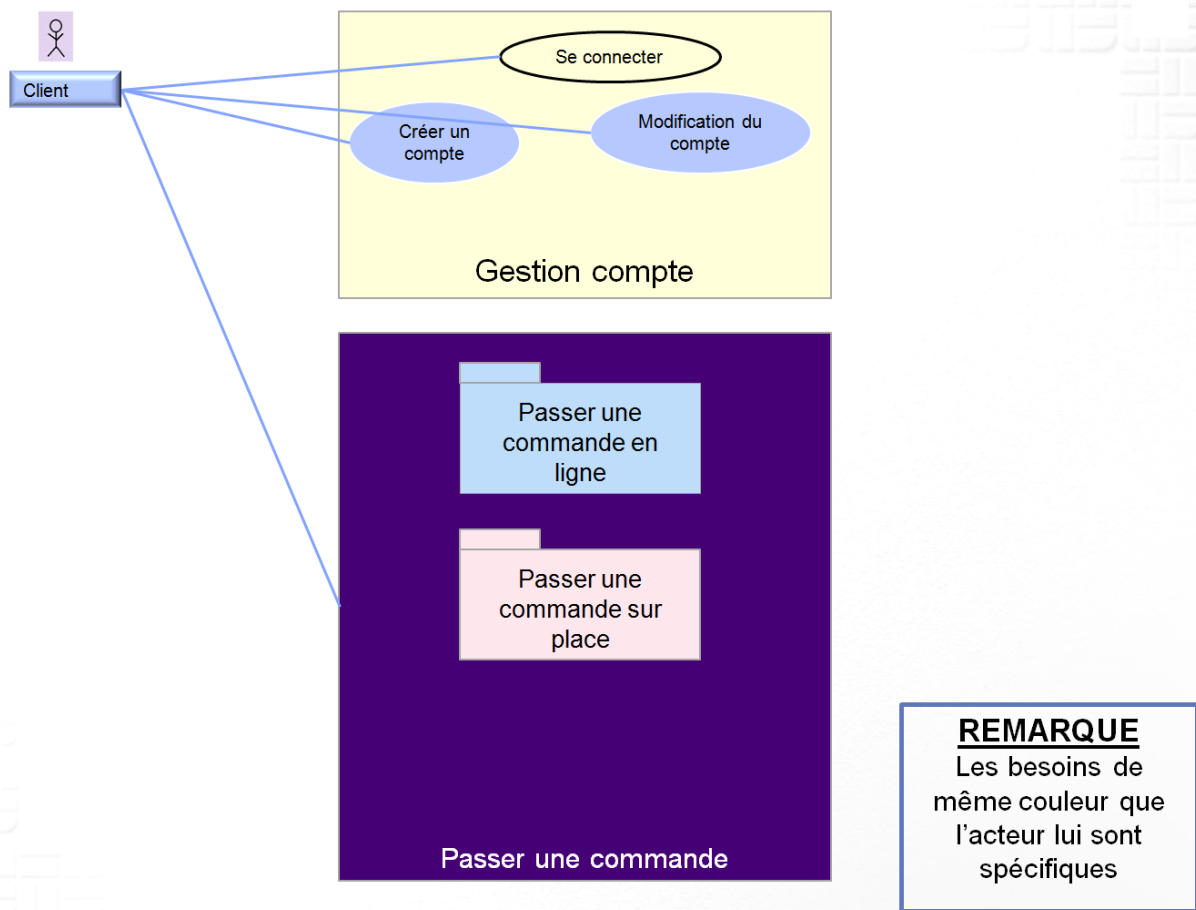 Client
Se connecter
Créer un
compte
Modification du
compte
Gestion compte
Passer une
commande en
ligne
Passer une
commande sur
place
Passer une commande
REMARQUE
Les besoins de
même couleur que
l’acteur lui sont
spécifiques